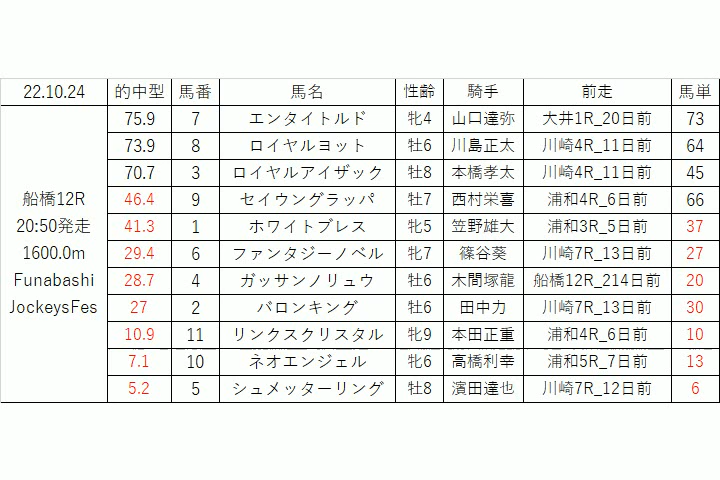 22.10.24 的中型 馬番 馬名 性齢 騎手 前走 馬単
75.9 7 エンタイトルド 牝4 山口達弥 大井1R_20日前 73
73.9 8 ロイヤルヨット 牡6 川島正太 川崎4R_11日前 64
70.7 3 ロイヤルアイザック 牡8 本橋孝太 川崎4R_11日前 45
船橋12R 46.4 9 セイウングラッパ 牡7 西村栄喜 浦和4R_6日前 66
20:50発走 41.3 1 ホワイトブレス 牝5 笠野雄大 浦和3R_5日前 37
1600.0m 29.4 6 ファンタジーノベル 牝7 篠谷葵 川崎7R_13日前 27
Funabashi 28.7 4 ガッサンノリュウ 牡6 木間塚龍 船橋12R_214日前 20
JockeysFes 27 2 バロンキング 牡6 田中力 川崎7R_13日前 30
10.9 11 リンクスクリスタル 牝9 本田正重 浦和4R_6日前 10
7.1 10 ネオエンジェル 牝6 高橋利幸 浦和5R_7日前 13
5.2 5 シュメッターリング 牡8 濱田達也 川崎7R_12日前 6